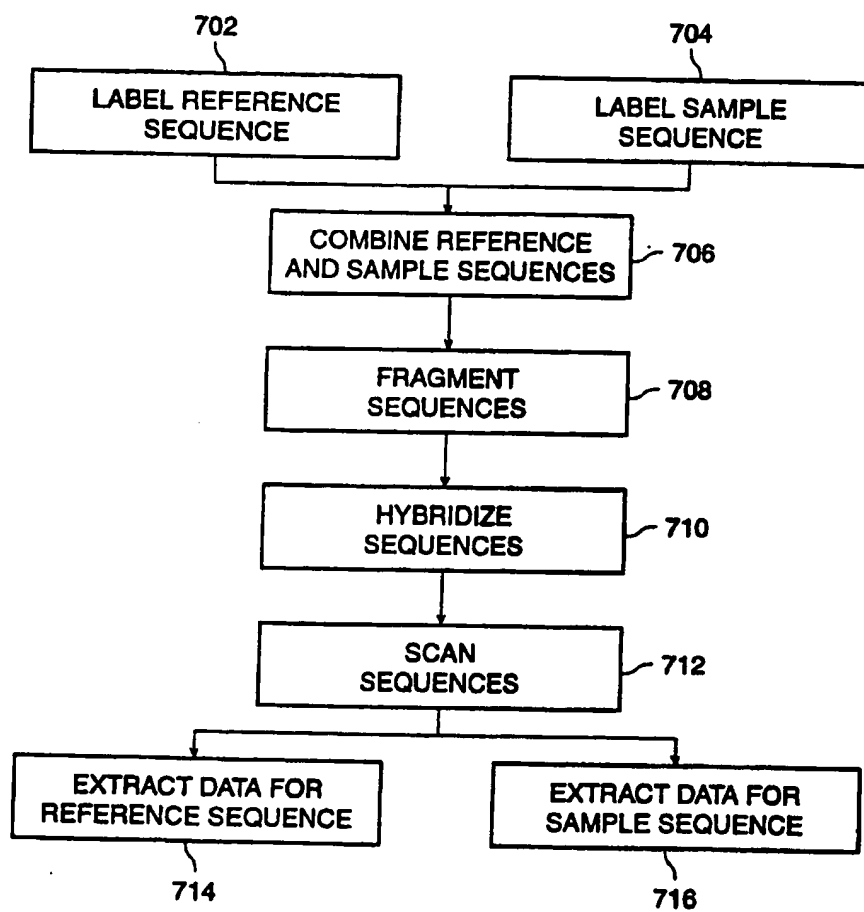 702
704
LABEL REFERENCE
SEQUENCE
LABEL SAMPLE
SEQUENCE
COMBINE REFERENCE
AND SAMPLE SEQUENCES
706
FRAGMENT
SEQUENCES
708
HYBRIDIZE
SEQUENCES
710
SCAN
SEQUENCES
712
EXTRACT DATA FOR
REFERENCE SEQUENCE
EXTRACT DATA FOR
SAMPLE SEQUENCE
714
716